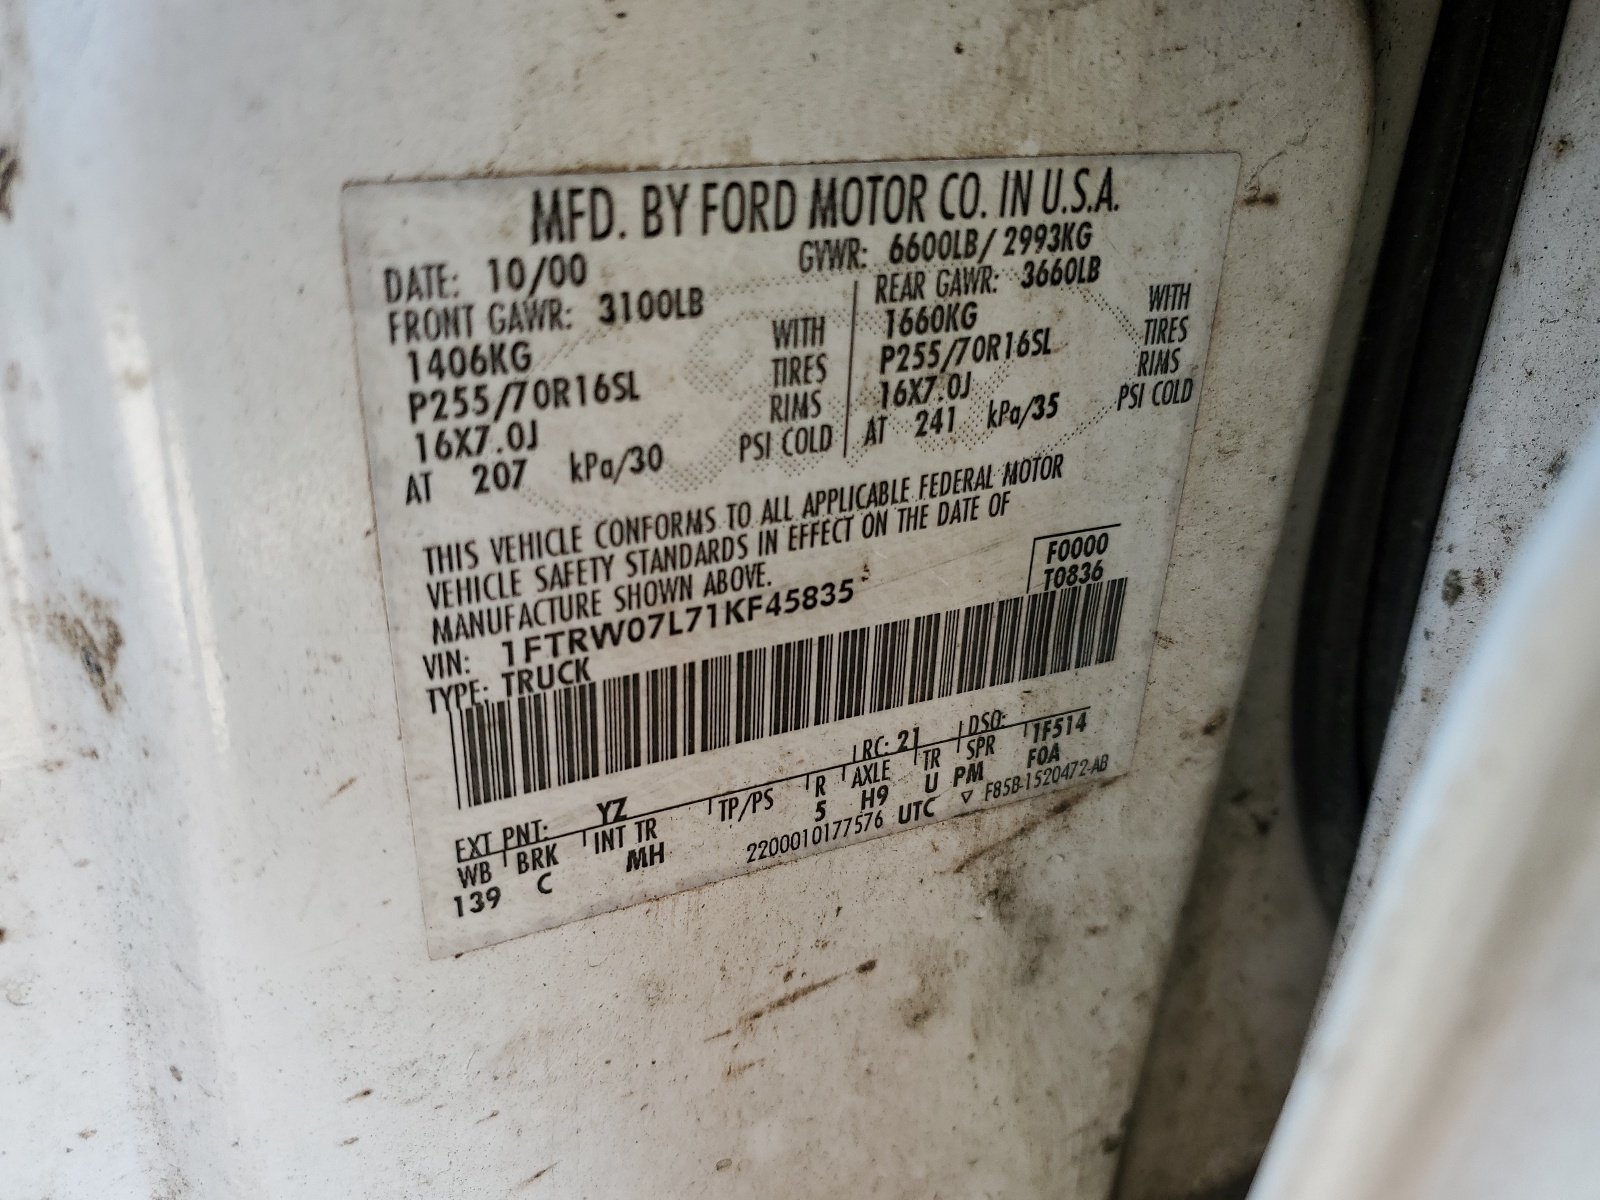 MFD. BY FORD MOTOR CO. IN U.S.A.
DATE: 10/00 GVWR: 6600LB/ 2993KG
FRONT GAWR: 3100LB REAR GAWR: 3660LB
1406KG WITH 1660KG WITH
P255/70R16SL TIRES P255/70R16SL TIRES
16X7.0J RIMS 16X7.0J RIMS
AT 207 kPa/30 PSI COLD AT 241 kPa/35 PSI COLD
THIS VEHICLE CONFORMS TO ALL APPLICABLE FEDERAL MOTOR
VEHICLE SAFETY STANDARDS IN EFFECT ON THE DATE OF
MANUFACTURE SHOWN ABOVE.
F0000
T0836
VIN: 1FTRW07L71KF45835
TYPE: TRUCK
EXT PNT: YZ RC: 21 DSO:
WB BRK INT TR TP/PS R AXLE TR SPR 1F514
139 C MH 5 H9 U PM F0A
2200010177576 UTC ▽ F85B-1520472-AB